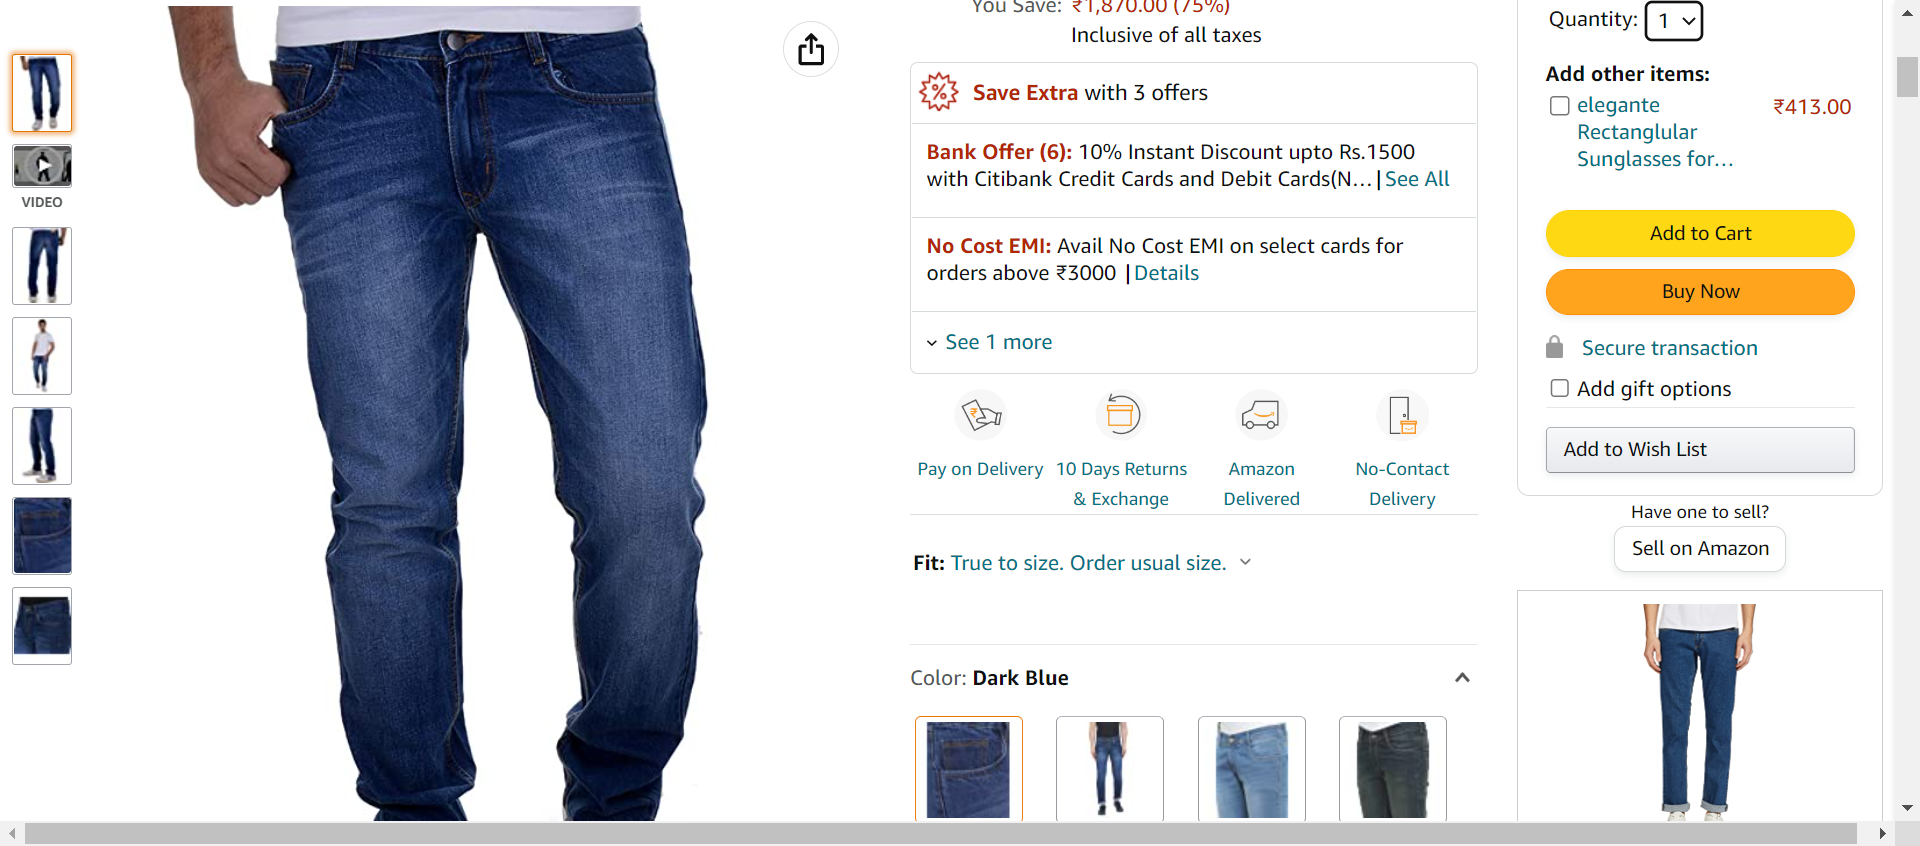 You Save: ₹1,870.00 (75%)
Inclusive of all taxes
Save Extra with 3 offers
Bank Offer (6): 10% Instant Discount upto Rs.1500
with Citibank Credit Cards and Debit Cards(N... | See All
No Cost EMI: Avail No Cost EMI on select cards for
orders above ₹3000 | Details
See 1 more
Pay on Delivery
10 Days Returns
& Exchange
Amazon
Delivered
No-Contact
Delivery
Fit: True to size. Order usual size.
Color: Dark Blue
VIDEO
Quantity: 1
Add other items:
elegante
Rectanglular
Sunglasses for...
₹413.00
Add to Cart
Buy Now
Secure transaction
Add gift options
Add to Wish List
Have one to sell?
Sell on Amazon